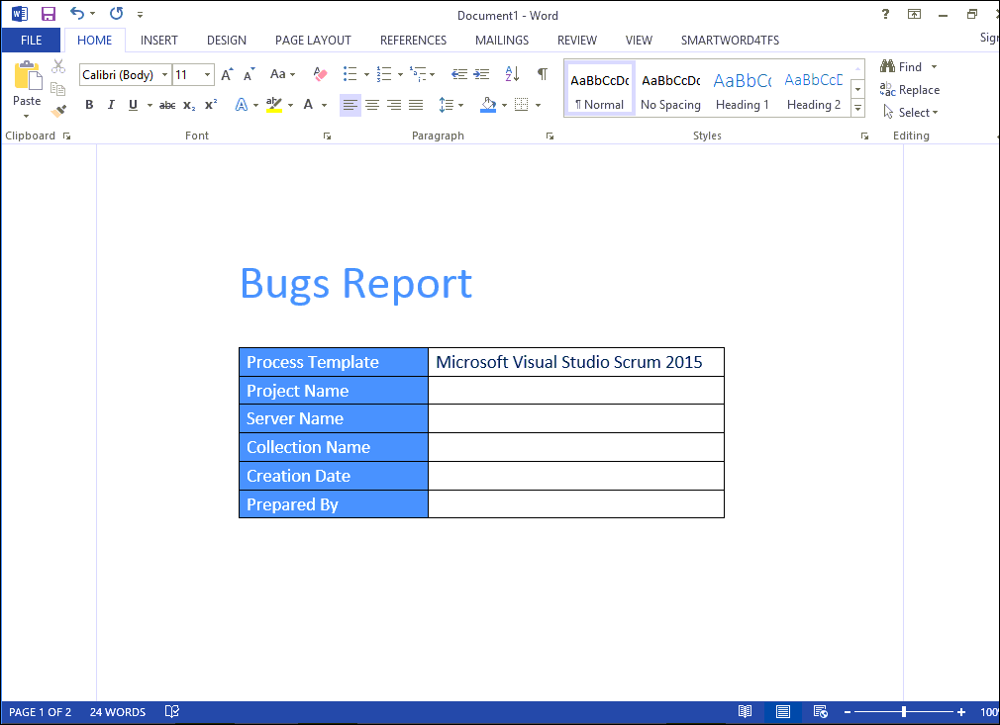 Document1 - Word
?
FILE HOME INSERT DESIGN PAGE LAYOUT REFERENCES MAILINGS REVIEW VIEW SMARTWORD4TFS Sign
Paste
Calibri (Body) 11 A A Aa
B I U abc x₂ x² A ab A
A Z ¶
AaBbCcDc AaBbCcDc AaBbCc AaBbCcE
¶ Normal No Spacing Heading 1 Heading 2
Find
Replace
Select
Clipboard Font Paragraph Styles Editing
Bugs Report
Process Template Microsoft Visual Studio Scrum 2015
Project Name
Server Name
Collection Name
Creation Date
Prepared By
PAGE 1 OF 2 24 WORDS 100%